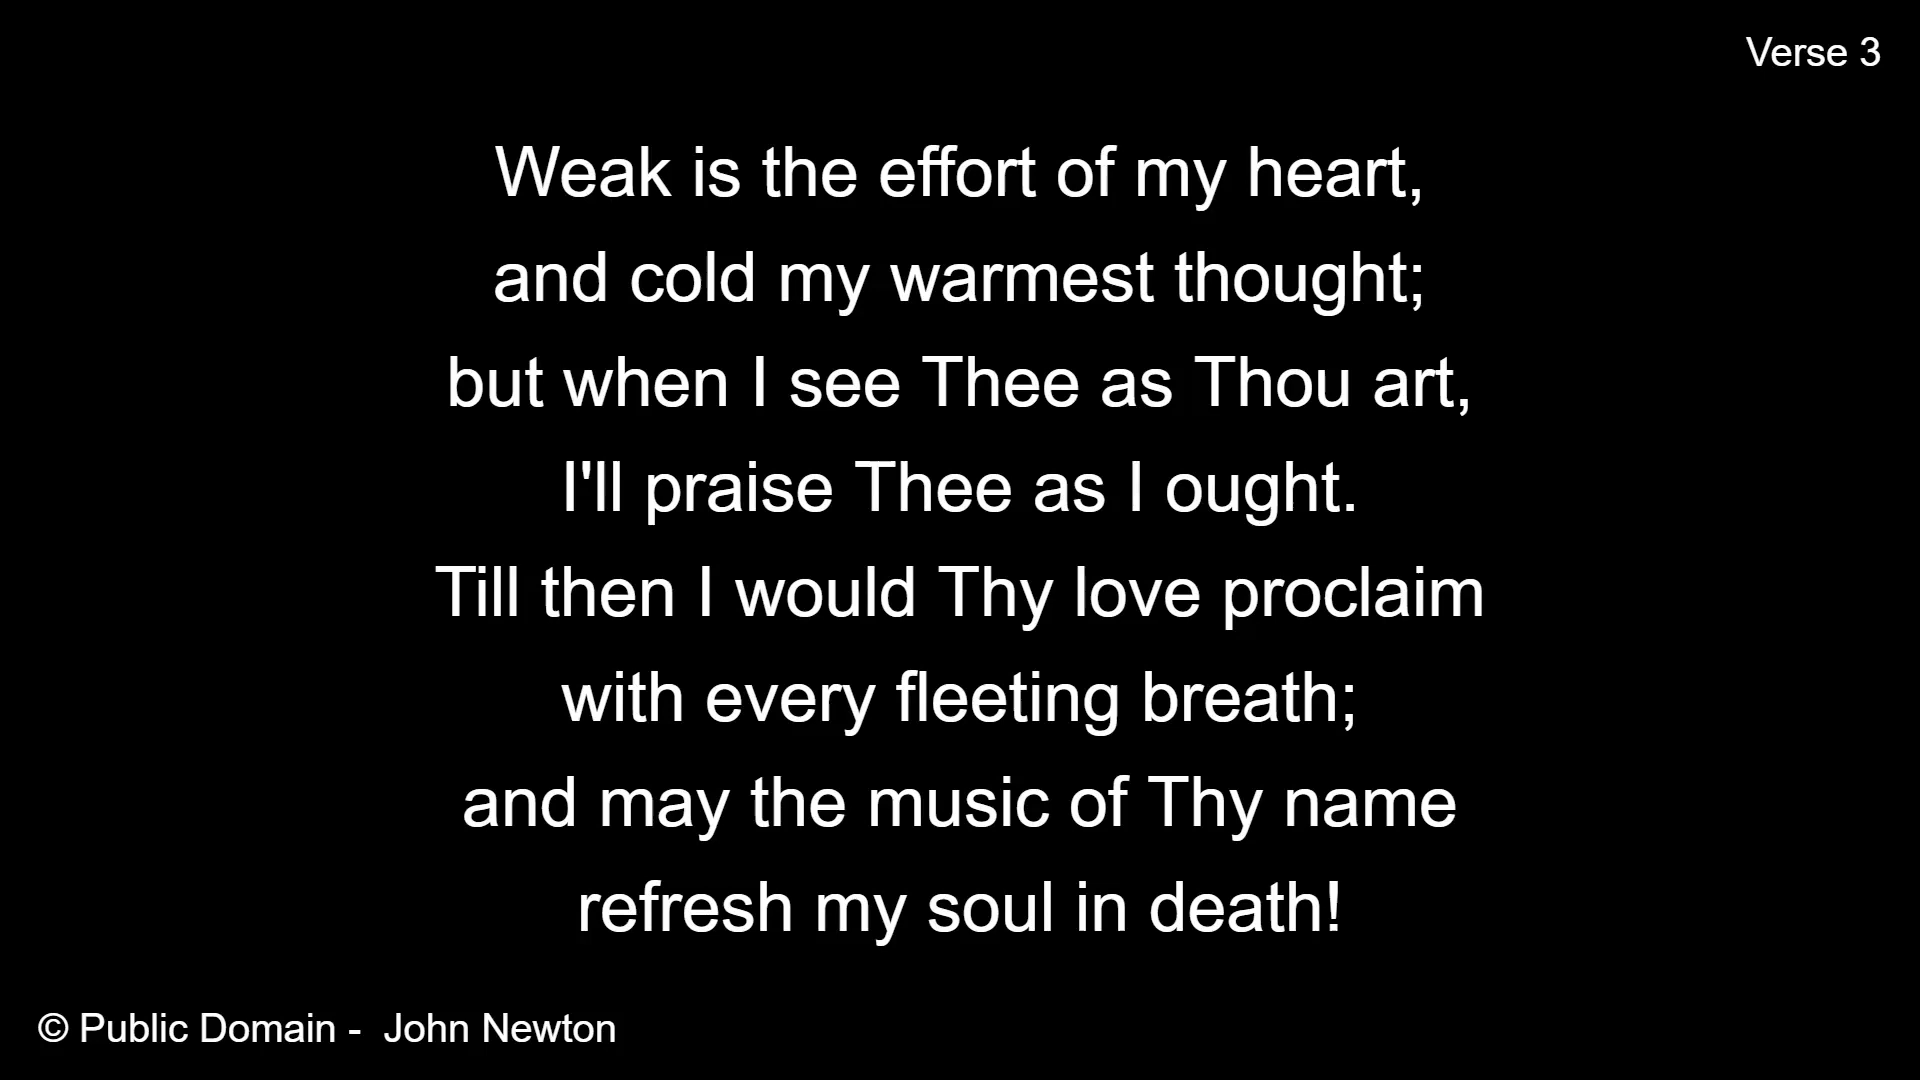 Verse 3
Weak is the effort of my heart,
and cold my warmest thought;
but when I see Thee as Thou art,
I'll praise Thee as I ought.
Till then I would Thy love proclaim
with every fleeting breath;
and may the music of Thy name
refresh my soul in death!
© Public Domain -  John Newton